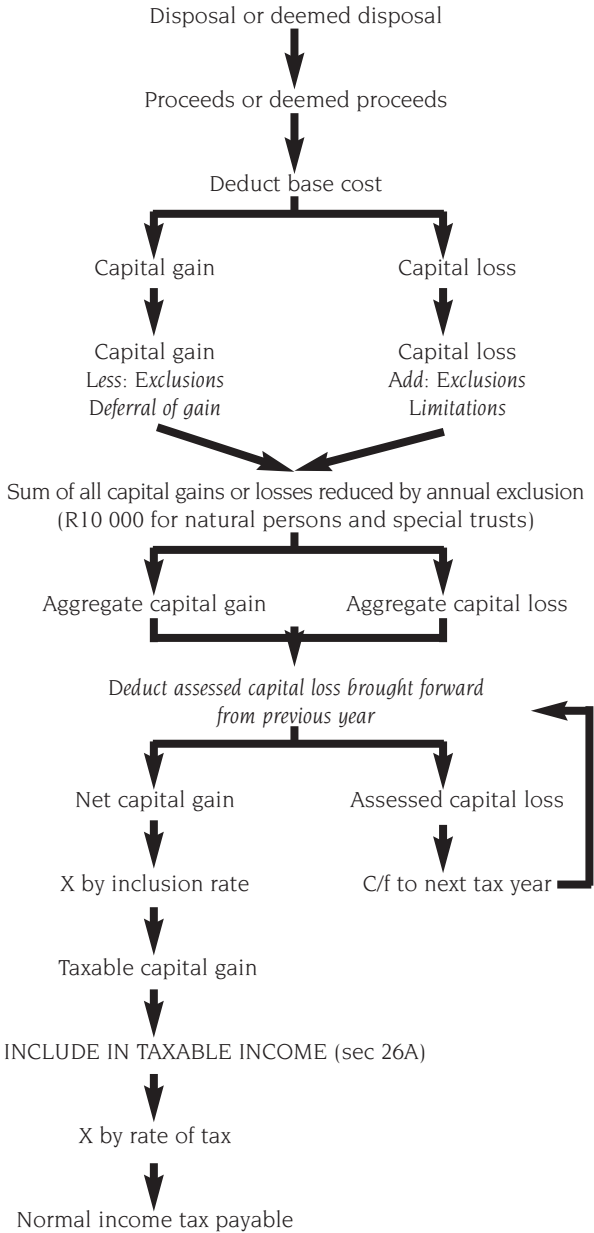 Disposal or deemed disposal
Proceeds or deemed proceeds
Deduct base cost
Capital gain
Capital loss
Capital gain
Less: Exclusions
Deferral of gain
Capital loss
Add: Exclusions
Limitations
Sum of all capital gains or losses reduced by annual exclusion
(R10 000 for natural persons and special trusts)
Aggregate capital gain
Aggregate capital loss
Deduct assessed capital loss brought forward
from previous year
Net capital gain
Assessed capital loss
X by inclusion rate
C/f to next tax year
Taxable capital gain
INCLUDE IN TAXABLE INCOME (sec 26A)
X by rate of tax
Normal income tax payable